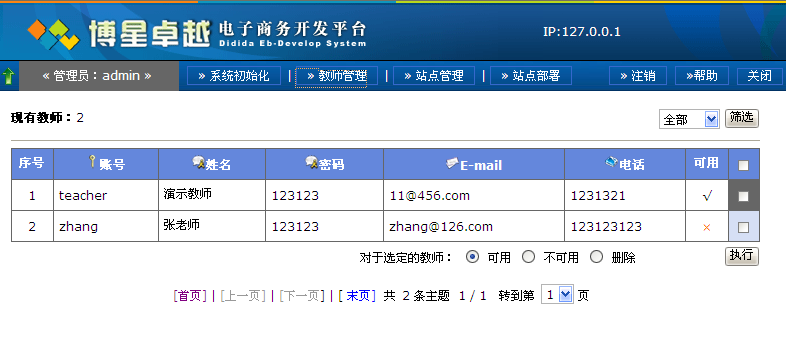 博星卓越 电子商务开发平台
Didida Eb-Develop System
IP:127.0.0.1
« 管理员：admin » » 系统初始化 | » 教师管理 | » 站点管理 | » 站点部署 » 注销 »帮助 关闭
现有教师：2 全部 筛选
序号 账号 姓名 密码 E-mail 电话 可用
1 teacher 演示教师 123123 11@456.com 1231321 √
2 zhang 张老师 123123 zhang@126.com 123123123 ×
对于选定的教师： 可用 不可用 删除 执行
[首页] | [上一页] | [下一页] | [ 末页] 共 2 条主题 1 / 1 转到第 1 页